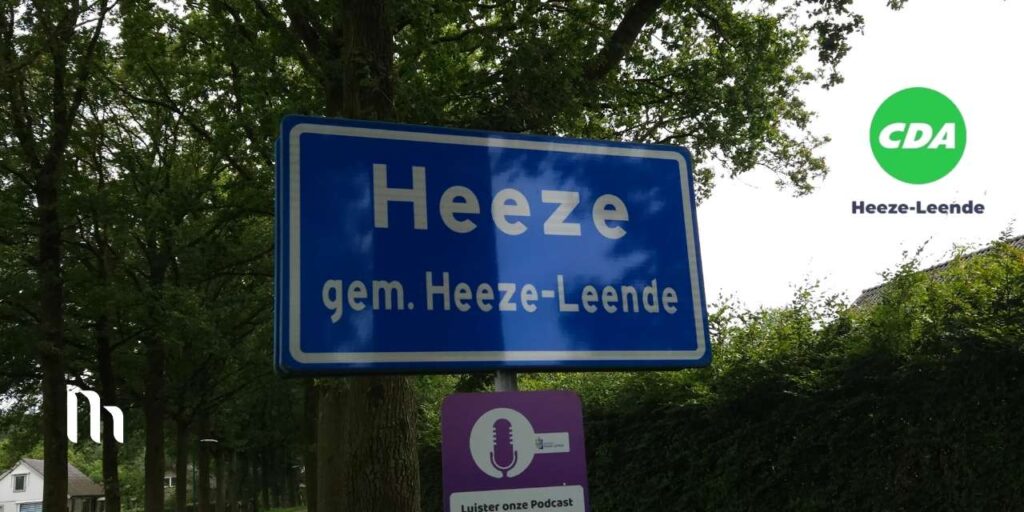 Heeze
gem. Heeze-Leende
CDA
Heeze-Leende
Luister onze Podcast